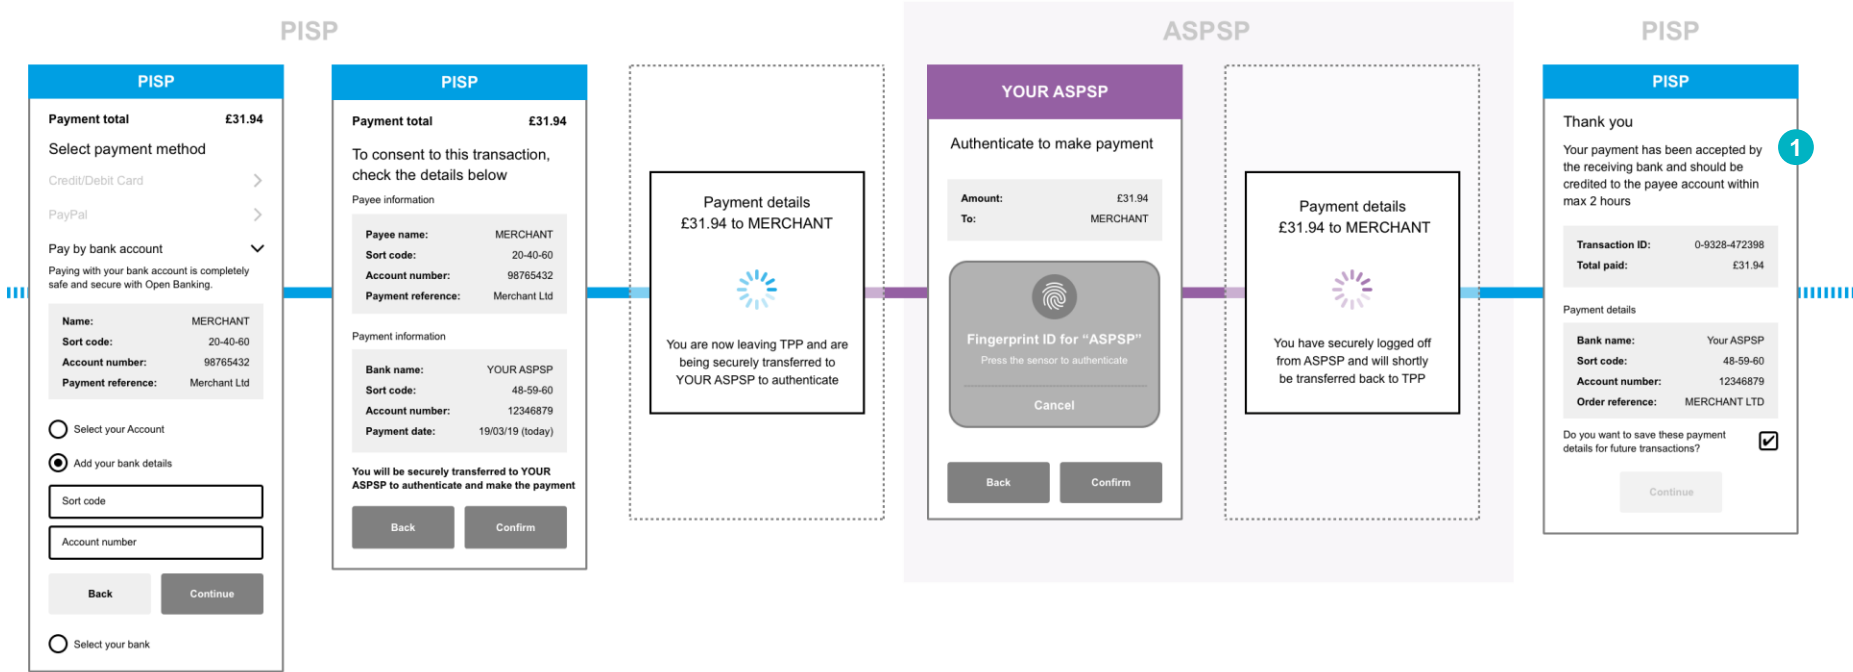 PISP
ASPSP
PISP
PISP
Payment total £31.94
Select payment method
Credit/Debit Card
PayPal
Pay by bank account
Paying with your bank account is completely
safe and secure with Open Banking.
Name: MERCHANT
Sort code: 20-40-60
Account number: 98765432
Payment reference: Merchant Ltd
Select your Account
Add your bank details
Sort code
Account number
Back Continue
Select your bank
PISP
Payment total £31.94
To consent to this transaction,
check the details below
Payee information
Payee name: MERCHANT
Sort code: 20-40-60
Account number: 98765432
Payment reference: Merchant Ltd
Payment information
Bank name: YOUR ASPSP
Sort code: 48-59-60
Account number: 12346879
Payment date: 19/03/19 (today)
You will be securely transferred to YOUR
ASPSP to authenticate and make the payment
Back Confirm
Payment details
£31.94 to MERCHANT
You are now leaving TPP and are
being securely transferred to
YOUR ASPSP to authenticate
YOUR ASPSP
Authenticate to make payment
Amount: £31.94
To: MERCHANT
Fingerprint ID for “ASPSP”
Press the sensor to authenticate
Cancel
Back Confirm
Payment details
£31.94 to MERCHANT
You have securely logged off
from ASPSP and will shortly
be transferred back to TPP
PISP
Thank you
1
Your payment has been accepted by
the receiving bank and should be
credited to the payee account within
max 2 hours
Transaction ID: 0-9328-472398
Total paid: £31.94
Payment details
Bank name: Your ASPSP
Sort code: 48-59-60
Account number: 12346879
Order reference: MERCHANT LTD
Do you want to save these payment
details for future transactions?
Continue